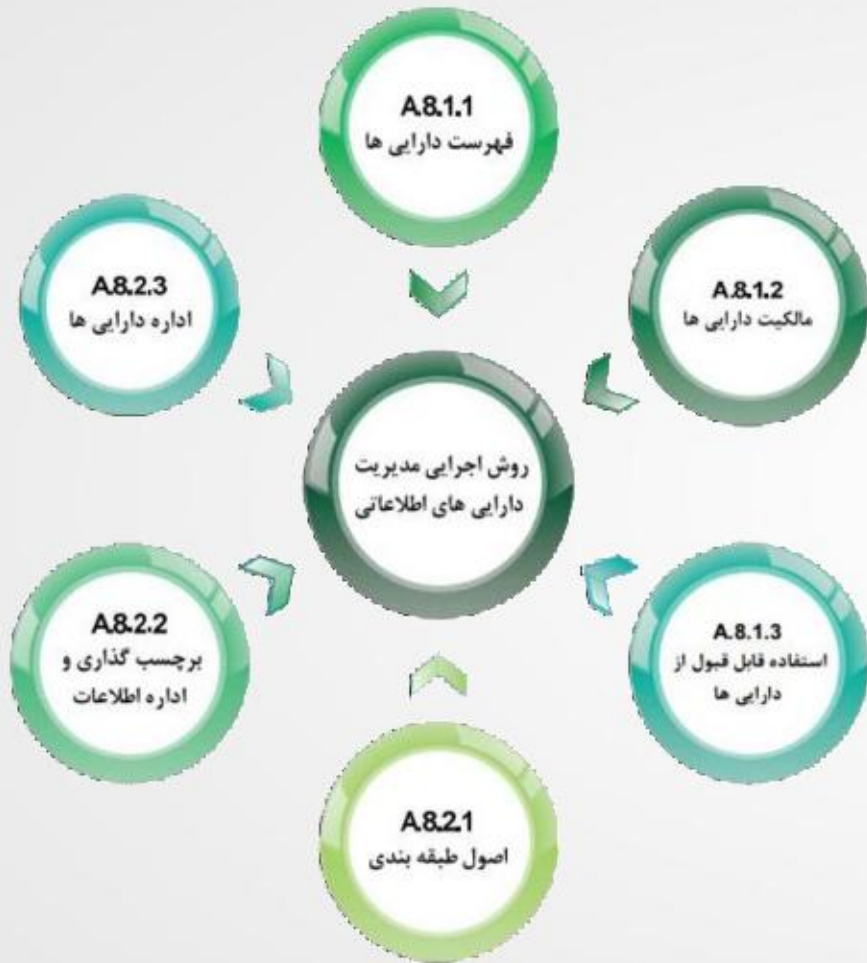 A.8.1.1
فهرست دارایی ها
A.8.1.2
مالکیت دارایی ها
A.8.1.3
استفاده قابل قبول از
دارایی ها
A.8.2.1
اصول طبقه بندی
A.8.2.2
برچسب گذاری و
اداره اطلاعات
A.8.2.3
اداره دارایی ها
روش اجرایی مدیریت
دارایی های اطلاعاتی